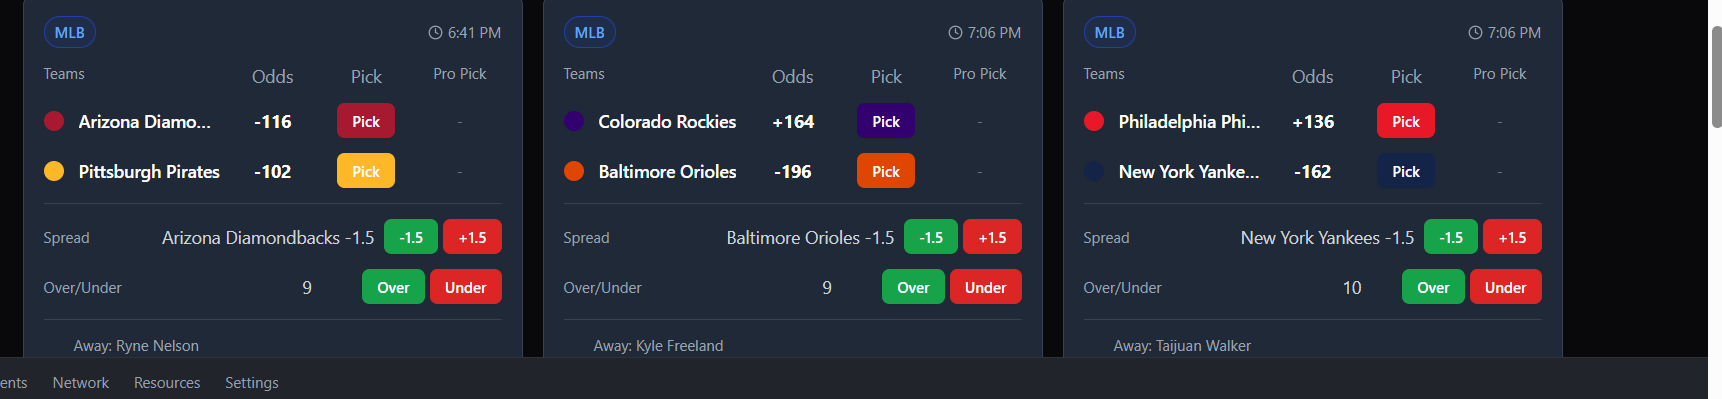 MLB 6:41 PM
Teams Odds Pick Pro Pick
Arizona Diamo... -116 Pick -
Pittsburgh Pirates -102 Pick -
Spread Arizona Diamondbacks -1.5 -1.5 +1.5
Over/Under 9 Over Under
Away: Ryne Nelson
MLB 7:06 PM
Teams Odds Pick Pro Pick
Colorado Rockies +164 Pick -
Baltimore Orioles -196 Pick -
Spread Baltimore Orioles -1.5 -1.5 +1.5
Over/Under 9 Over Under
Away: Kyle Freeland
MLB 7:06 PM
Teams Odds Pick Pro Pick
Philadelphia Phi... +136 Pick -
New York Yanke... -162 Pick -
Spread New York Yankees -1.5 -1.5 +1.5
Over/Under 10 Over Under
Away: Taijuan Walker
ents Network Resources Settings